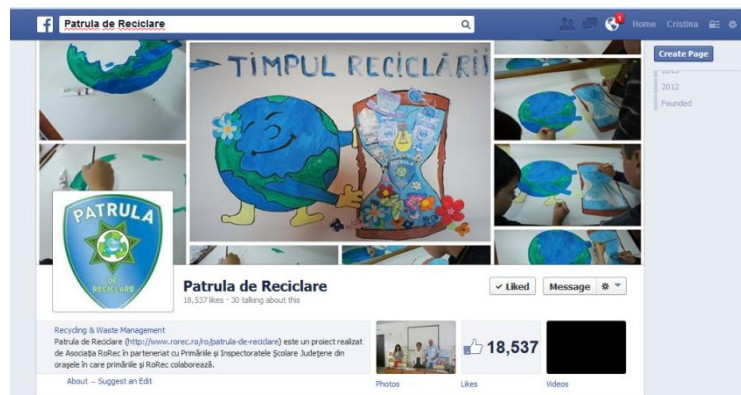 Patrula de Reciclare
1
Home Cristina
TIMPUL RECICLĂRII
Create Page
2012
Founded
PATRULA
DE
RECICLARE
Patrula de Reciclare
18,537 likes · 30 talking about this
✓ Liked
Message
Recycling & Waste Management
Patrula de Reciclare (http://www.rorec.ro/ro/patrula-de-reciclare) este un proiect realizat
de Asociația RoRec în parteneriat cu Primăriile și Inspectoratele Școlare Județene din
orașele în care primăriile și RoRec colaborează.
About – Suggest an Edit
18,537
Photos
Likes
Videos